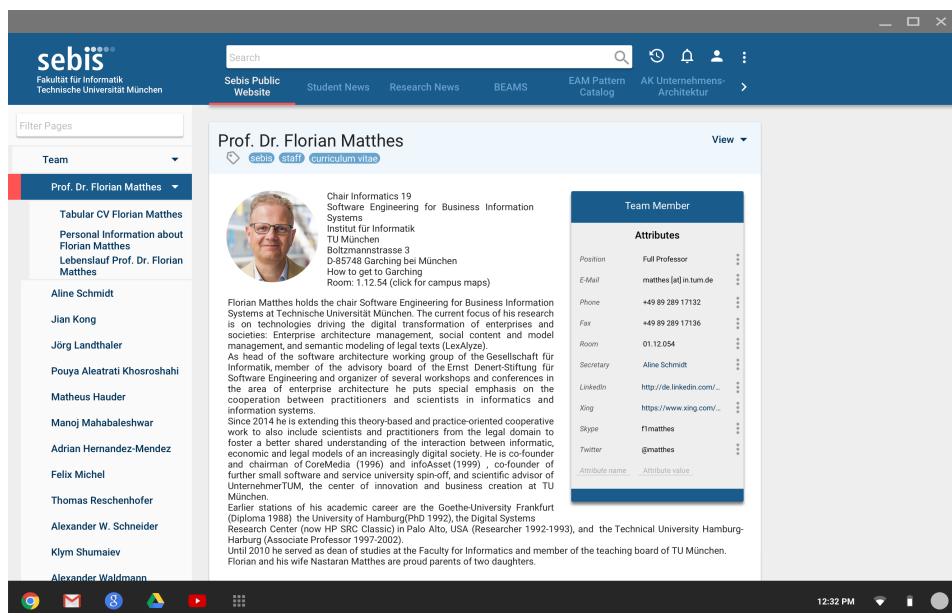 sebis
Fakultät für Informatik
Technische Universität München
Search
Sebis Public
Website
Student News
Research News
BEAMS
EAM Pattern
Catalog
AK Unternehmens-
Architektur
Filter Pages
Team
Prof. Dr. Florian Matthes
Tabular CV Florian Matthes
Personal Information about
Florian Matthes
Lebenslauf Prof. Dr. Florian
Matthes
Aline Schmidt
Jian Kong
Jörg Landthaler
Pouya Aleatrati Khosroshahi
Matheus Hauder
Manoj Mahabaleshwar
Adrian Hernandez-Mendez
Felix Michel
Thomas Reschenhofer
Alexander W. Schneider
Klym Shumaiev
Alexander Waldmann
Prof. Dr. Florian Matthes
View
sebis staff curriculum vitae
Chair Informatics 19
Software Engineering for Business Information
Systems
Institut für Informatik
TU München
Boltzmannstrasse 3
D-85748 Garching bei München
How to get to Garching
Room: 1.12.54 (click for campus maps)
Florian Matthes holds the chair Software Engineering for Business Information
Systems at Technische Universität München. The current focus of his research
is on technologies driving the digital transformation of enterprises and
societies: Enterprise architecture management, social content and model
management, and semantic modeling of legal texts (LexAlyze).
As head of the software architecture working group of the Gesellschaft für
Informatik, member of the advisory board of the Ernst Denert-Stiftung für
Software Engineering and organizer of several workshops and conferences in
the area of enterprise architecture he puts special emphasis on the
cooperation between practitioners and scientists in informatics and
information systems.
Since 2014 he is extending this theory-based and practice-oriented cooperative
work to also include scientists and practitioners from the legal domain to
foster a better shared understanding of the interaction between informatic,
economic and legal models of an increasingly digital society. He is co-founder
and chairman of CoreMedia (1996) and infoAsset (1999) , co-founder of
further small software and service university spin-off, and scientific advisor of
UnternehmerTUM, the center of innovation and business creation at TU
München.
Earlier stations of his academic career are the Goethe-University Frankfurt
(Diploma 1988) the University of Hamburg(PhD 1992), the Digital Systems
Research Center (now HP SRC Classic) in Palo Alto, USA (Researcher 1992-1993), and the Technical University Hamburg-
Harburg (Associate Professor 1997-2002).
Until 2010 he served as dean of studies at the Faculty for Informatics and member of the teaching board of TU München.
Florian and his wife Nastaran Matthes are proud parents of two daughters.
Team Member
Attributes
Position Full Professor
E-Mail matthes [at] in.tum.de
Phone +49 89 289 17132
Fax +49 89 289 17136
Room 01.12.054
Secretary Aline Schmidt
LinkedIn http://de.linkedin.com/...
Xing https://www.xing.com/...
Skype f1matthes
Twitter @matthes
Attribute name Attribute value
12:32 PM